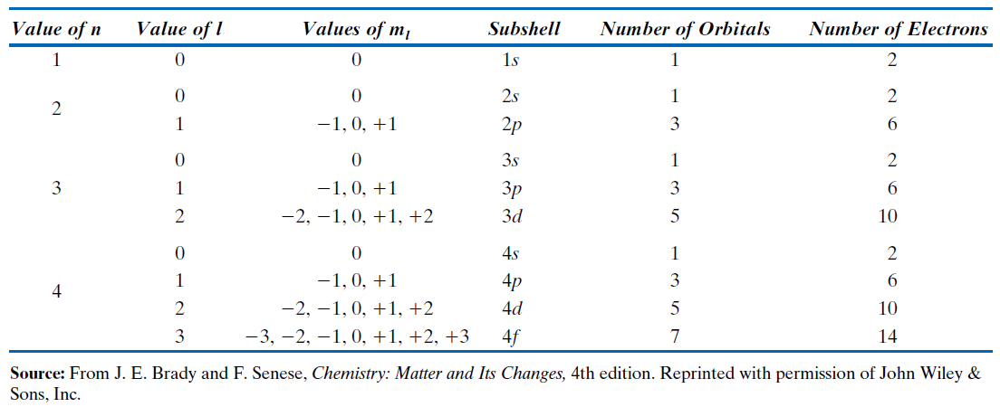 Value of n Value of l Values of mₗ Subshell Number of Orbitals Number of Electrons
1 0 0 1s 1 2
0 0 2s 1 2
2
1 −1, 0, +1 2p 3 6
0 0 3s 1 2
3 1 −1, 0, +1 3p 3 6
2 −2, −1, 0, +1, +2 3d 5 10
0 0 4s 1 2
1 −1, 0, +1 4p 3 6
4
2 −2, −1, 0, +1, +2 4d 5 10
3 −3, −2, −1, 0, +1, +2, +3 4f 7 14
Source: From J. E. Brady and F. Senese, Chemistry: Matter and Its Changes, 4th edition. Reprinted with permission of John Wiley &
Sons, Inc.